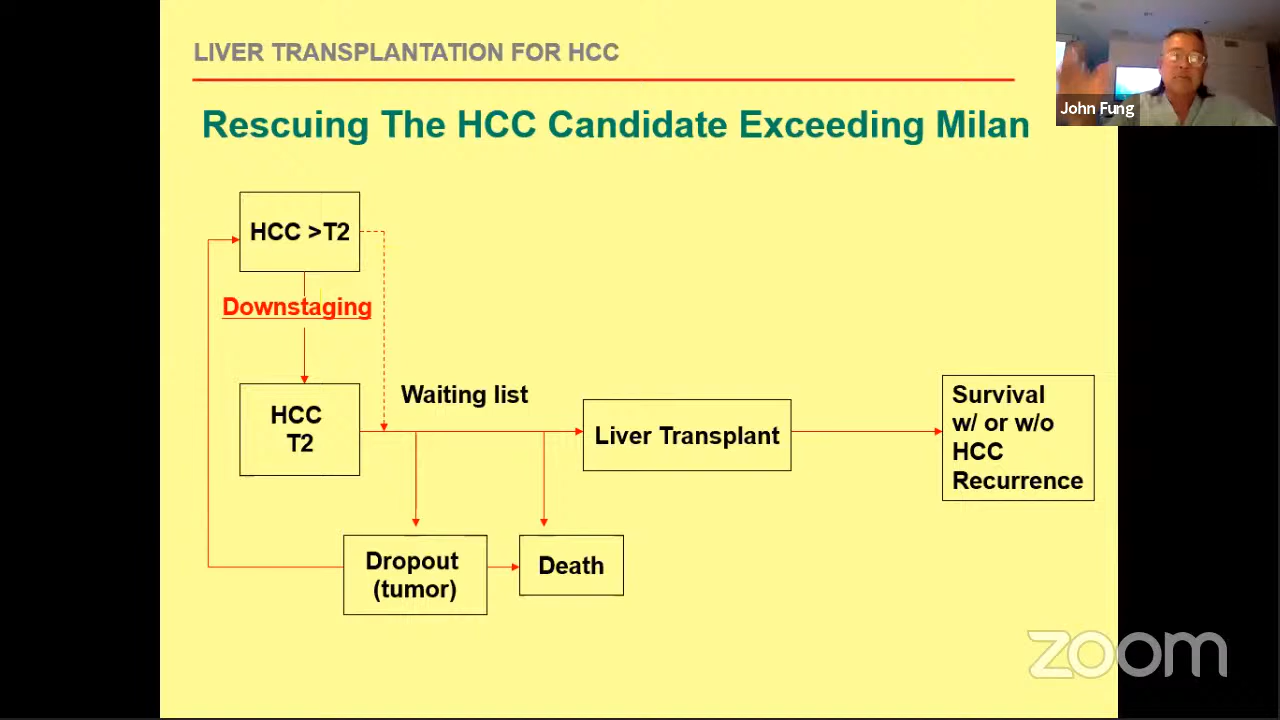 LIVER TRANSPLANTATION FOR HCC
John Fung
Rescuing The HCC Candidate Exceeding Milan
HCC >T2
Downstaging
HCC
T2
Waiting list
Liver Transplant
Survival
w/ or w/o
HCC
Recurrence
Dropout
(tumor)
Death
zoom